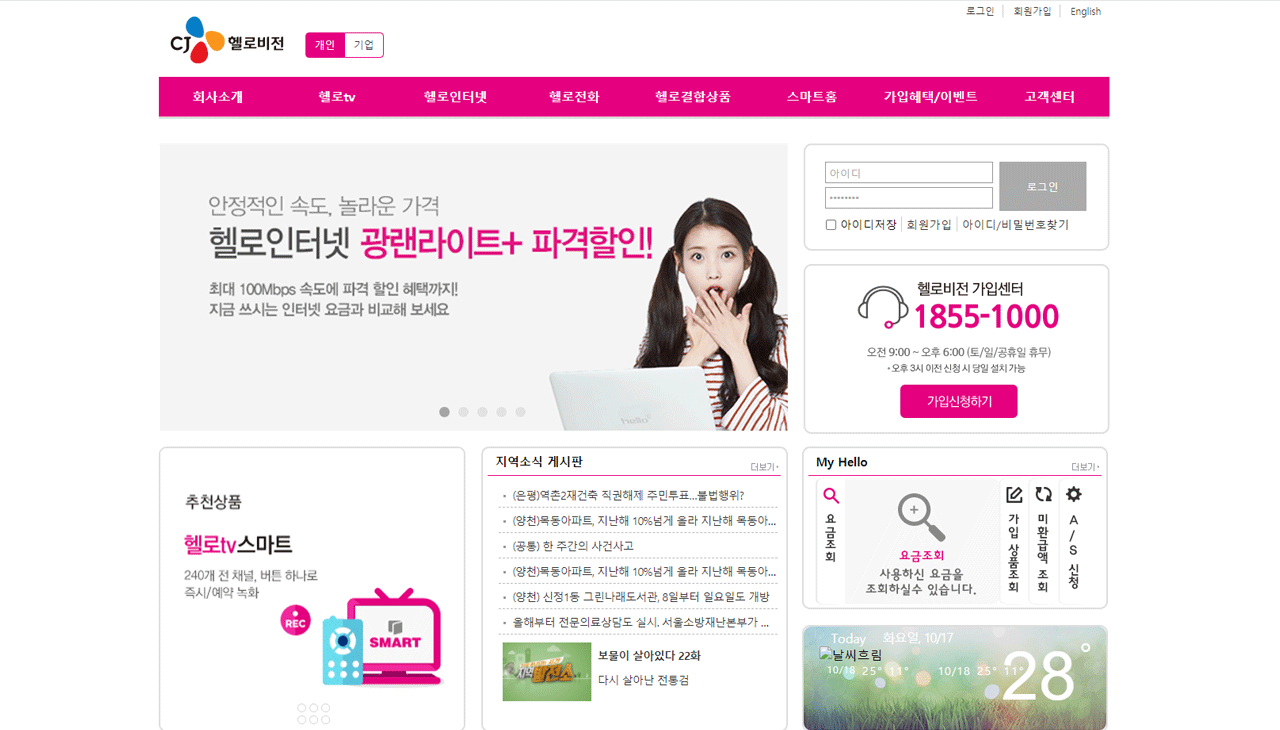 로그인 회원가입 English
CJ 헬로비전 개인 기업
회사소개 헬로tv 헬로인터넷 헬로전화 헬로결합상품 스마트홈 가입혜택/이벤트 고객센터
안정적인 속도, 놀라운 가격
헬로인터넷 광랜라이트+ 파격할인!
최대 100Mbps 속도에 파격 할인 혜택까지!
지금 쓰시는 인터넷 요금과 비교해 보세요
Hello
아이디
로그인
아이디저장 회원가입 아이디/비밀번호찾기
헬로비전 가입센터
1855-1000
오전 9:00 ~ 오후 6:00 (토/일/공휴일 휴무)
• 오후 3시 이전 신청 시 당일 설치 가능
가입신청하기
추천상품
헬로tv스마트
240개 전 채널, 버튼 하나로
즉시/예약 녹화
REC
SMART
지역소식 게시판 더보기
(은평)역촌2재건축 직권해제 주민투표...불법행위?
(양천)목동아파트, 지난해 10%넘게 올라 지난해 목동아...
(공통) 한 주간의 사건사고
(양천)목동아파트, 지난해 10%넘게 올라 지난해 목동아...
(양천) 신정1동 그린나래도서관, 8일부터 일요일도 개방
올해부터 전문의료상담도 실시, 서울소방재난본부가 ...
지역발전소
보물이 살아있다 22화
다시 살아난 전통검
My Hello 더보기
요금조회
요금조회
사용하신 요금을
조회하실수 있습니다.
가입 상품조회
미환급액 조회
A/S 신청
Today 화요일, 10/17
날씨흐림
10/18 25° 11° 10/18 25° 11°
28°